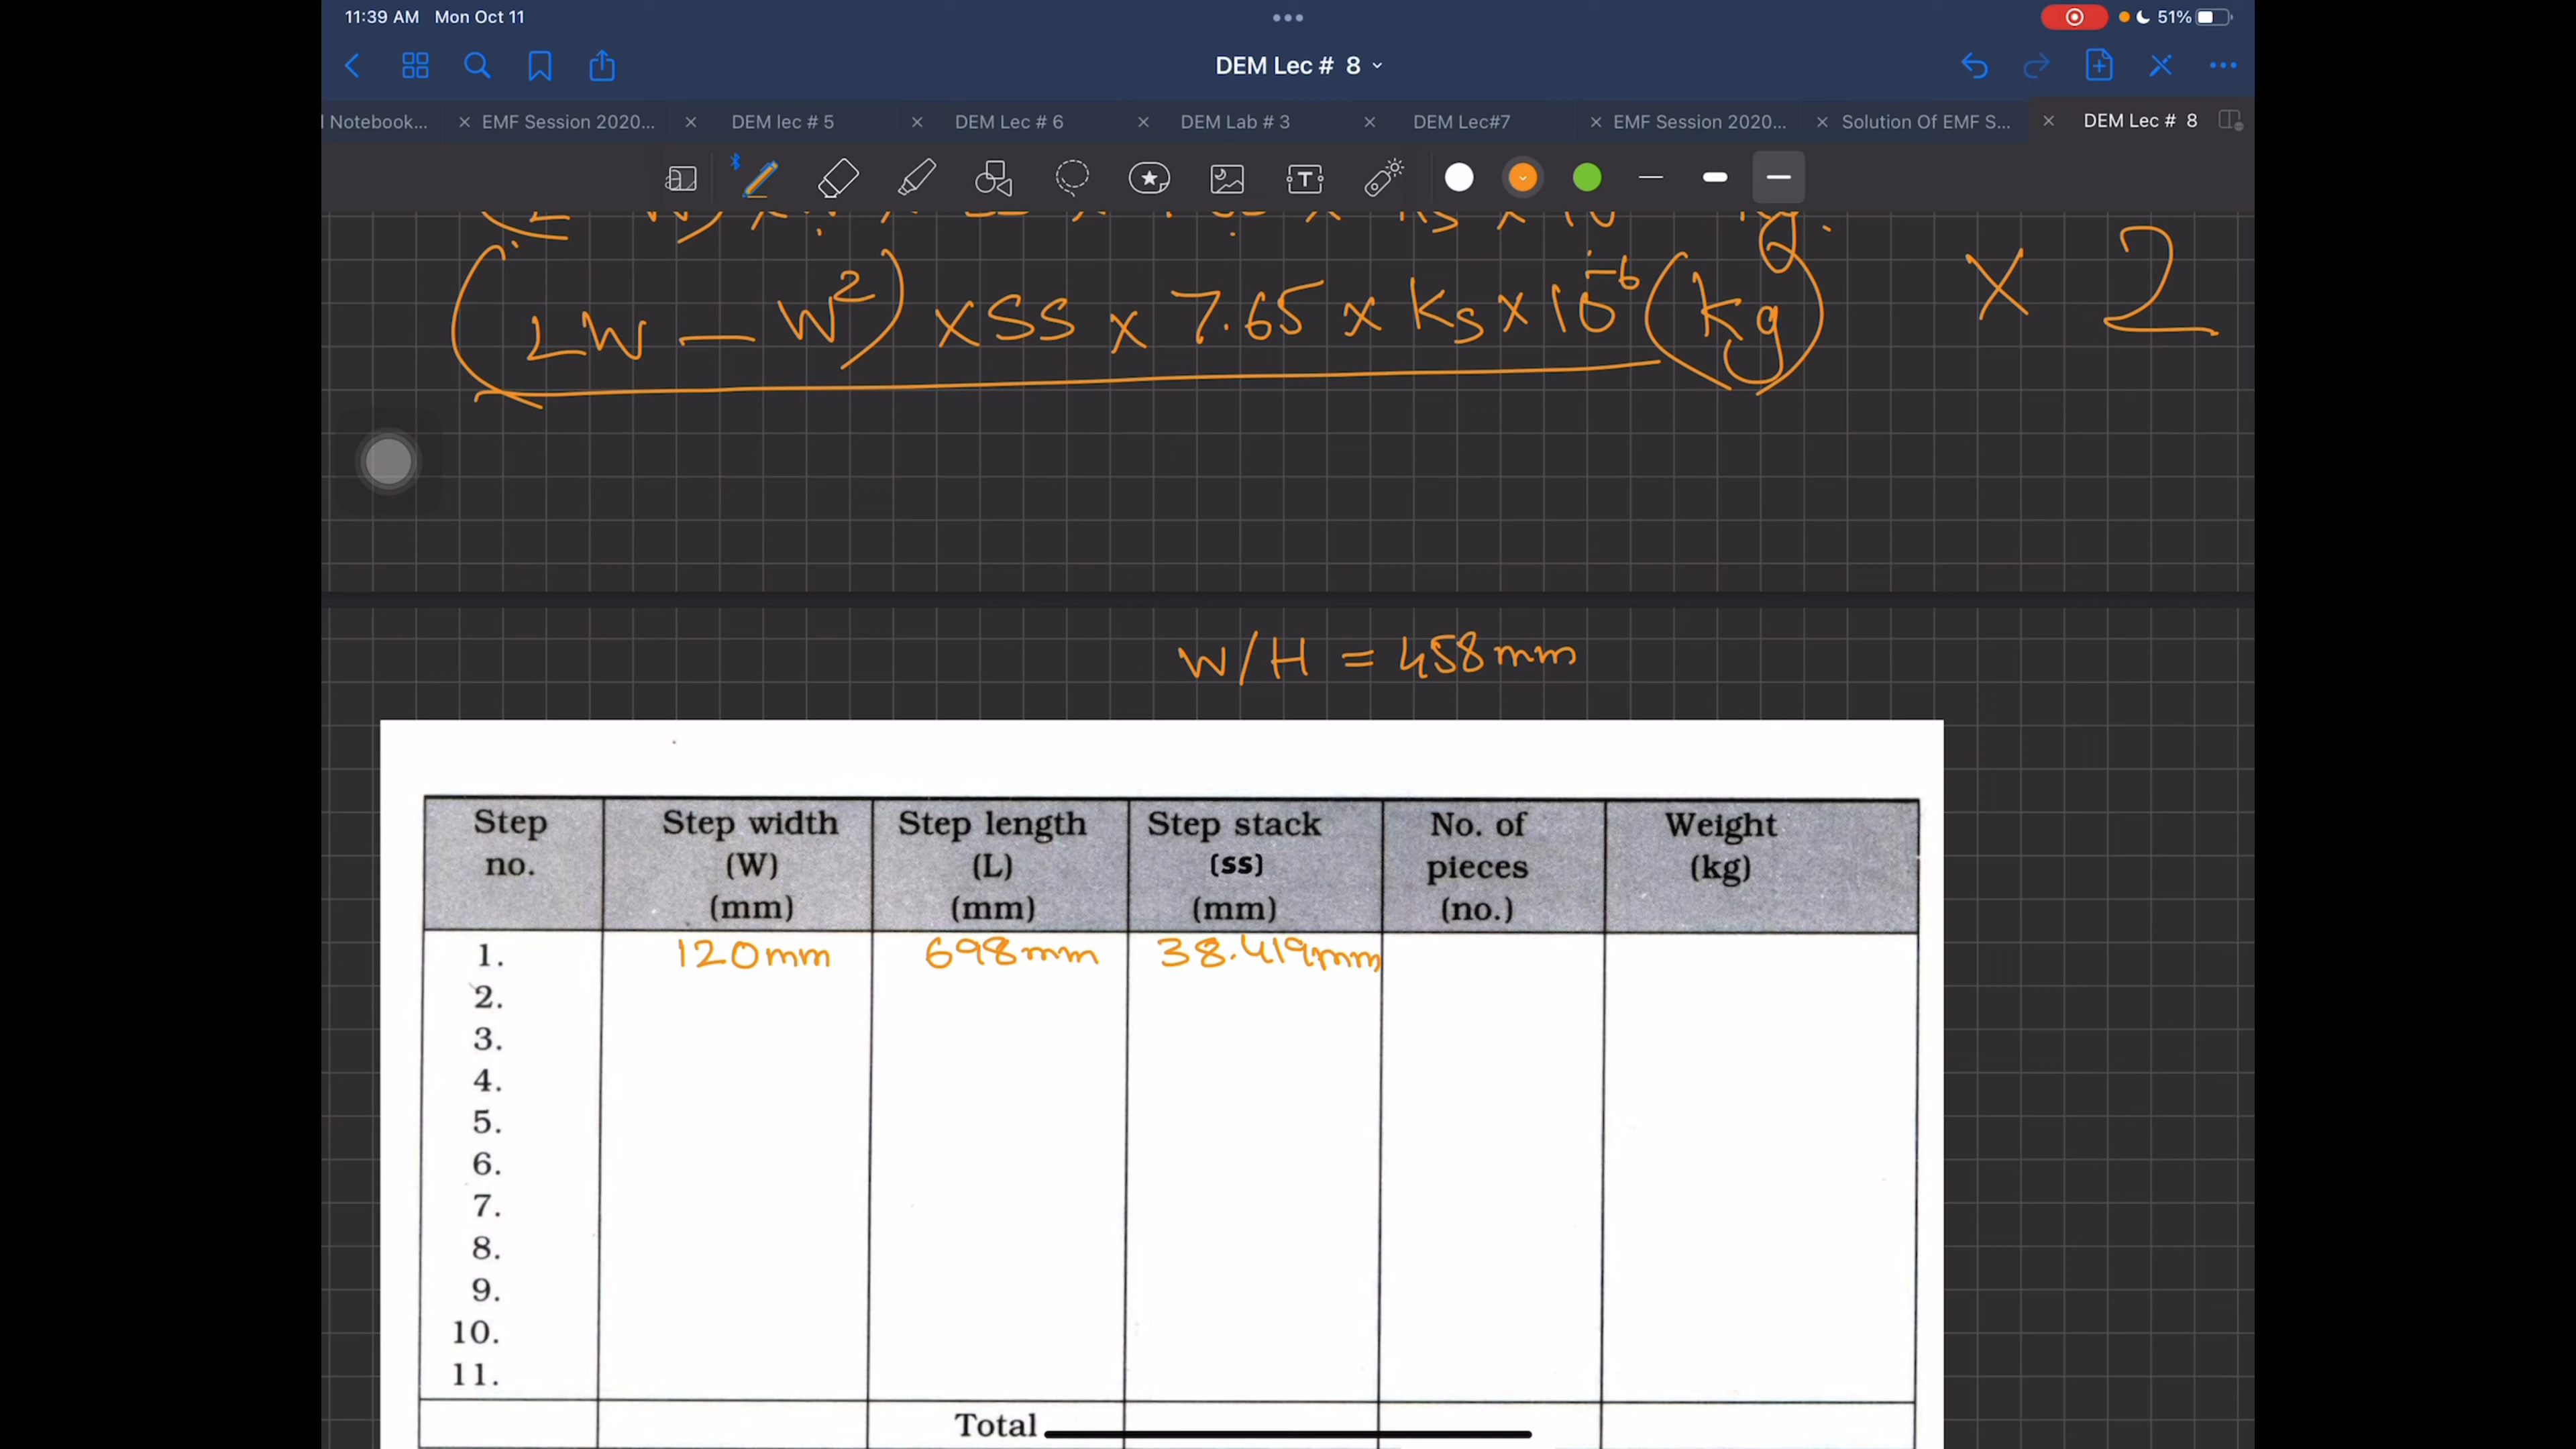 11:39 AM Mon Oct 11
51%
DEM Lec # 8
l Notebook... EMF Session 2020... DEM lec # 5 DEM Lec # 6 DEM Lab # 3 DEM Lec#7 EMF Session 2020... Solution Of EMF S... DEM Lec # 8
(LW — W²) x SS x 7.65 x Ks x 10⁻⁶ (kg) x 2
W/H = 458mm
Step no. Step width (W) (mm) Step length (L) (mm) Step stack (SS) (mm) No. of pieces (no.) Weight (kg)
1. 120mm 698mm 38.419mm
2.
3.
4.
5.
6.
7.
8.
9.
10.
11.
Total